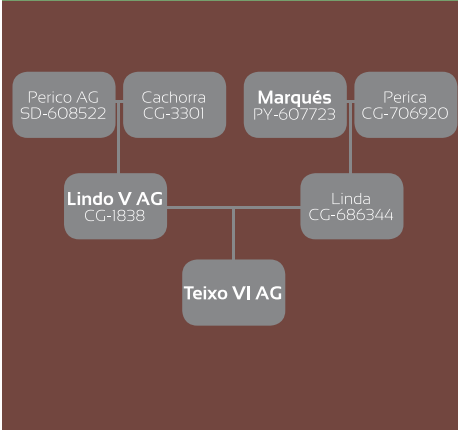 Perico AG
SD-608522
Cachorra
CG-3301
Marqués
PY-607723
Perica
CG-706920
Lindo V AG
CG-1838
Linda
CG-686344
Teixo VI AG